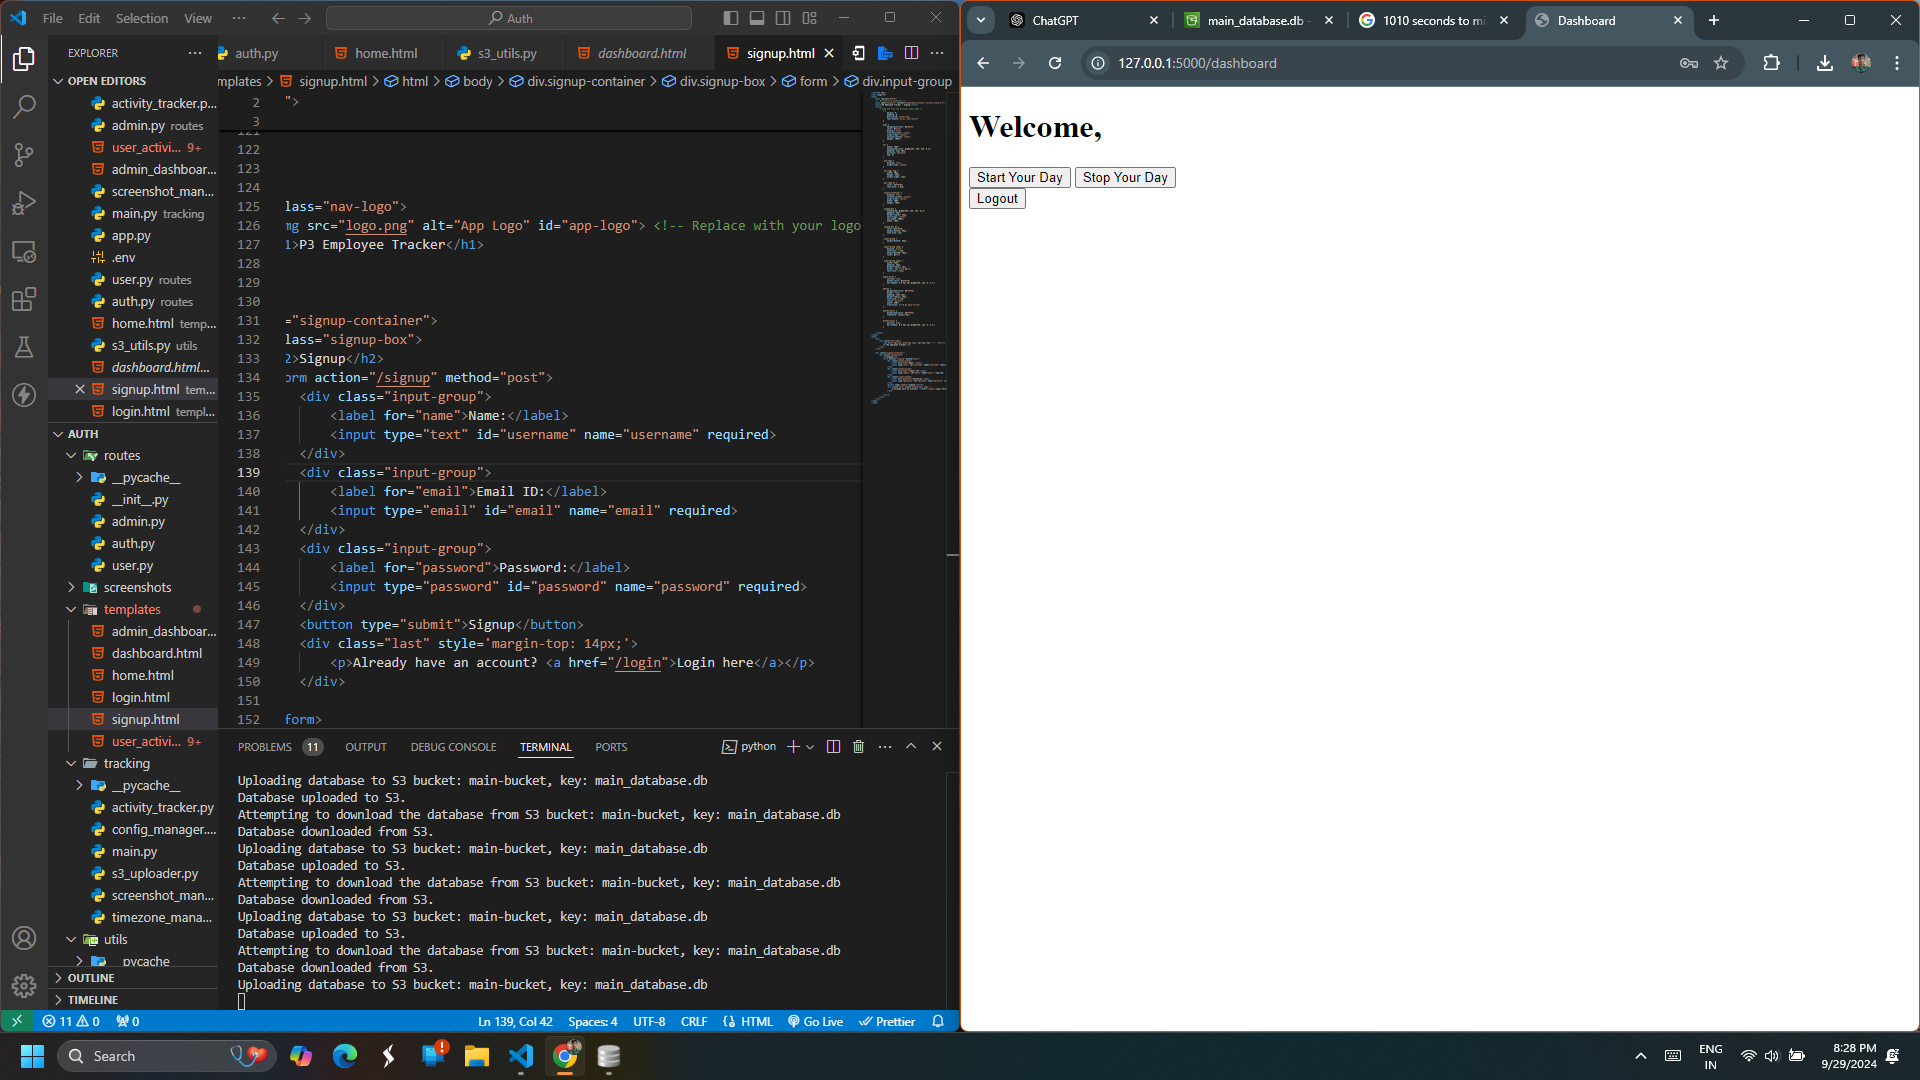 File Edit Selection View ··· Auth
EXPLORER ···
OPEN EDITORS
activity_tracker.p...
admin.py routes
user_activi... 9+
admin_dashboar...
screenshot_man...
main.py tracking
app.py
.env
user.py routes
auth.py routes
home.html temp...
s3_utils.py utils
dashboard.html...
signup.html tem...
login.html templ...
AUTH
routes
__pycache__
__init__.py
admin.py
auth.py
user.py
screenshots
templates
admin_dashboar...
dashboard.html
home.html
login.html
signup.html
user_activi... 9+
tracking
__pycache__
activity_tracker.py
config_manager....
main.py
s3_uploader.py
screenshot_man...
timezone_mana...
utils
__pycache
OUTLINE
TIMELINE
auth.py home.html s3_utils.py dashboard.html signup.html
mplates > signup.html > html > body > div.signup-container > div.signup-box > form > div.input-group
2 ">
3
121
122
123
124
125 lass="nav-logo">
126 mg src="logo.png" alt="App Logo" id="app-logo"> <!-- Replace with your logo
127 1>P3 Employee Tracker</h1>
128
129
130
131 ="signup-container">
132 lass="signup-box">
133 2>Signup</h2>
134 orm action="/signup" method="post">
135 <div class="input-group">
136 <label for="name">Name:</label>
137 <input type="text" id="username" name="username" required>
138 </div>
139 <div class="input-group">
140 <label for="email">Email ID:</label>
141 <input type="email" id="email" name="email" required>
142 </div>
143 <div class="input-group">
144 <label for="password">Password:</label>
145 <input type="password" id="password" name="password" required>
146 </div>
147 <button type="submit">Signup</button>
148 <div class="last" style='margin-top: 14px;'>
149 <p>Already have an account? <a href="/login">Login here</a></p>
150 </div>
151
152 form>
PROBLEMS 11 OUTPUT DEBUG CONSOLE TERMINAL PORTS python
Uploading database to S3 bucket: main-bucket, key: main_database.db
Database uploaded to S3.
Attempting to download the database from S3 bucket: main-bucket, key: main_database.db
Database downloaded from S3.
Uploading database to S3 bucket: main-bucket, key: main_database.db
Database uploaded to S3.
Attempting to download the database from S3 bucket: main-bucket, key: main_database.db
Database downloaded from S3.
Uploading database to S3 bucket: main-bucket, key: main_database.db
Database uploaded to S3.
Attempting to download the database from S3 bucket: main-bucket, key: main_database.db
Database downloaded from S3.
Uploading database to S3 bucket: main-bucket, key: main_database.db
11 0 0 Ln 139, Col 42 Spaces: 4 UTF-8 CRLF HTML Go Live Prettier
ChatGPT main_database.db - 1010 seconds to mi Dashboard
127.0.0.1:5000/dashboard
Welcome,
Start Your Day Stop Your Day
Logout
Search
ENG
IN
8:28 PM
9/29/2024